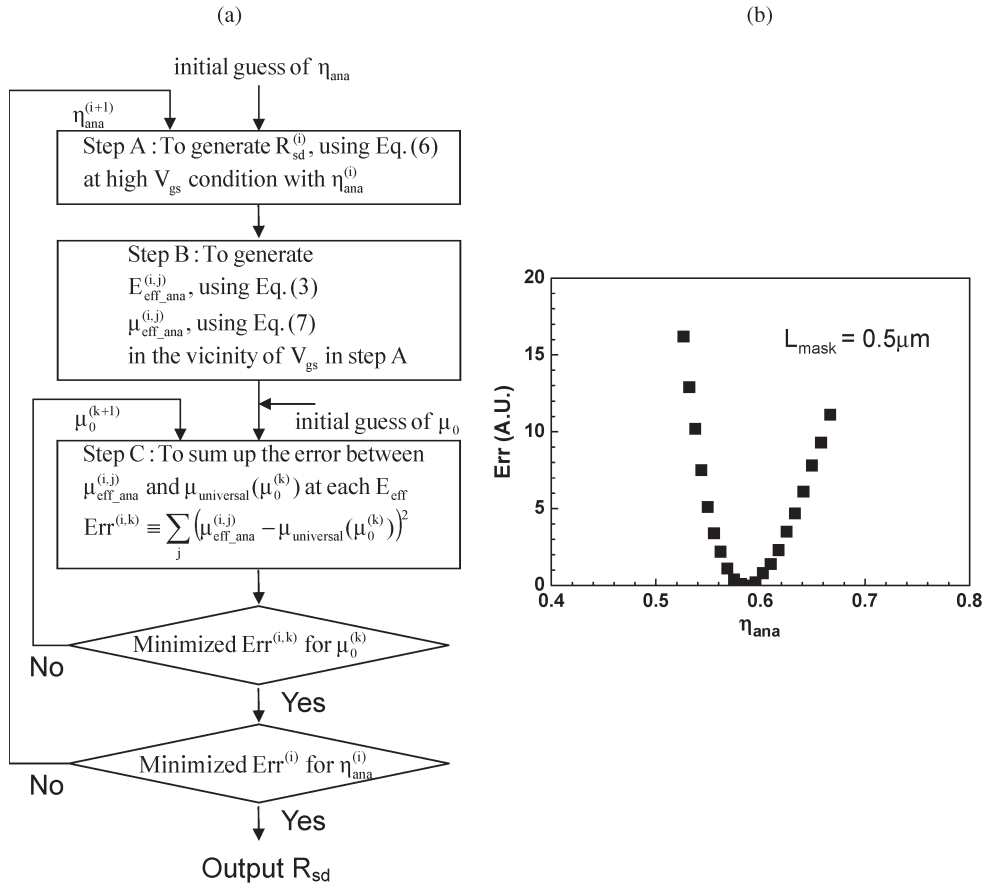 (a)
initial guess of η_ana
η_ana^(i+1)
Step A : To generate R_sd^(i), using Eq. (6)
at high V_gs condition with η_ana^(i)
Step B : To generate
E_eff_ana^(i,j), using Eq. (3)
μ_eff_ana^(i,j), using Eq. (7)
in the vicinity of V_gs in step A
μ_0^(k+1)
initial guess of μ_0
Step C : To sum up the error between
μ_eff_ana^(i,j) and μ_universal(μ_0^(k)) at each E_eff
Err^(i,k) ≡ ∑_j (μ_eff_ana^(i,j) − μ_universal(μ_0^(k)))^2
Minimized Err^(i,k) for μ_0^(k)
No
Yes
Minimized Err^(i) for η_ana^(i)
No
Yes
Output R_sd
(b)
20
15
10
5
0
Err (A.U.)
L_mask = 0.5μm
0.4 0.5 0.6 0.7 0.8
η_ana